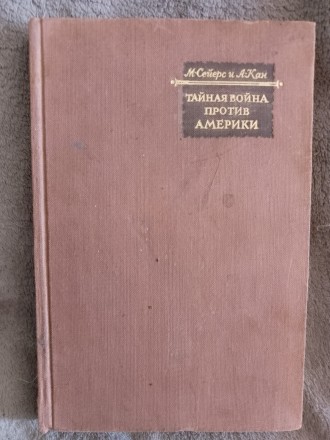 М. Сейерс и А. Кан
ТАЙНАЯ ВОЙНА
ПРОТИВ
АМЕРИКИ